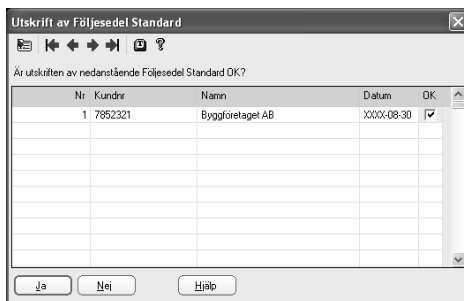 Utskrift av Följesedel Standard
Är utskriften av nedanstående Följesedel Standard OK?
Nr Kundnr Namn Datum OK
1 7852321 Byggföretaget AB XXXX-08-30
Ja Nej Hjälp